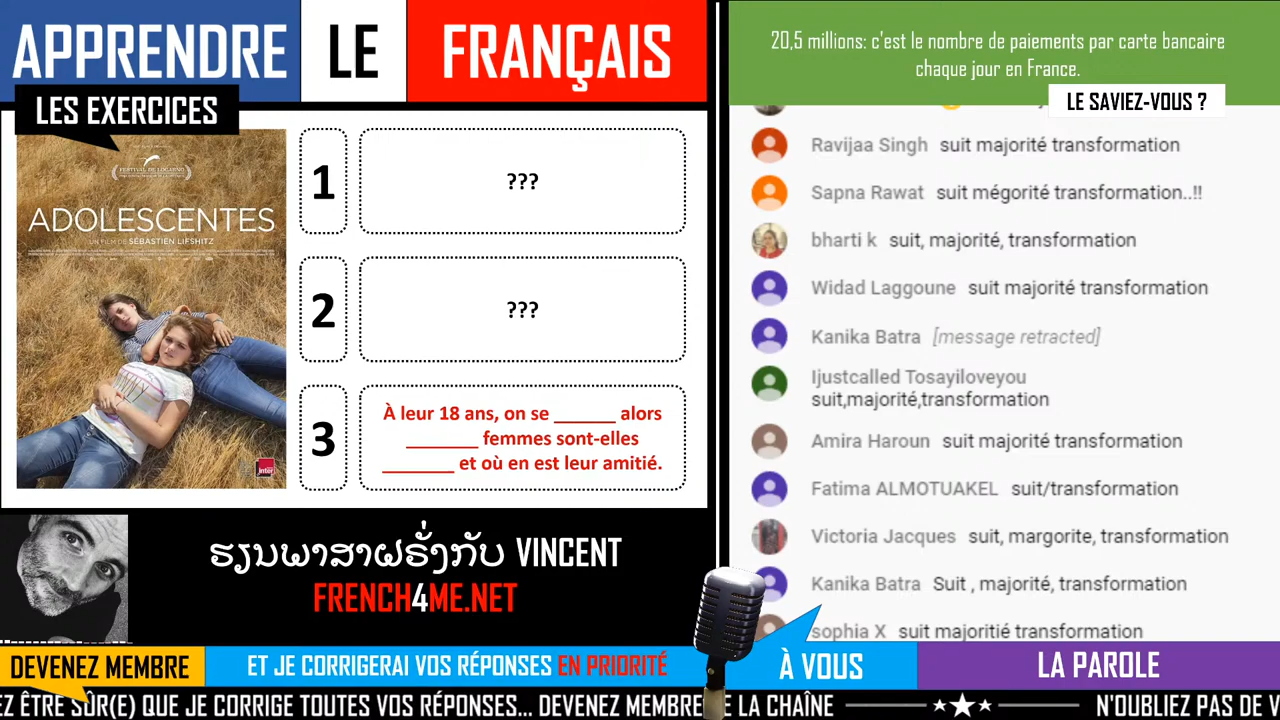 APPRENDRE LE FRANÇAIS
LES EXERCICES
FESTIVAL DE LOCARNO
ADOLESCENTES
UN FILM DE SÉBASTIEN LIFSHITZ
inter
1
???
2
???
3
À leur 18 ans, on se ______ alors
_______ femmes sont-elles
_______ et où en est leur amitié.
ຮຽນພາສາຝຣັ່ງກັບ VINCENT
FRENCH4ME.NET
DEVENEZ MEMBRE
ET JE CORRIGERAI VOS RÉPONSES EN PRIORITÉ
20,5 millions: c'est le nombre de paiements par carte bancaire
chaque jour en France.
LE SAVIEZ-VOUS ?
Ravijaa Singh suit majorité transformation
Sapna Rawat suit mégorité transformation..!!
bharti k suit, majorité, transformation
Widad Laggoune suit majorité transformation
Kanika Batra [message retracted]
Ijustcalled Tosayiloveyou
suit,majorité,transformation
Amira Haroun suit majorité transformation
Fatima ALMOTUAKEL suit/transformation
Victoria Jacques suit, margorite, transformation
Kanika Batra Suit , majorité, transformation
sophia X suit majoritié transformation
À VOUS
LA PAROLE
EZ ÊTRE SÛR(E) QUE JE CORRIGE TOUTES VOS RÉPONSES... DEVENEZ MEMBRE DE LA CHAÎNE N'OUBLIEZ PAS DE V